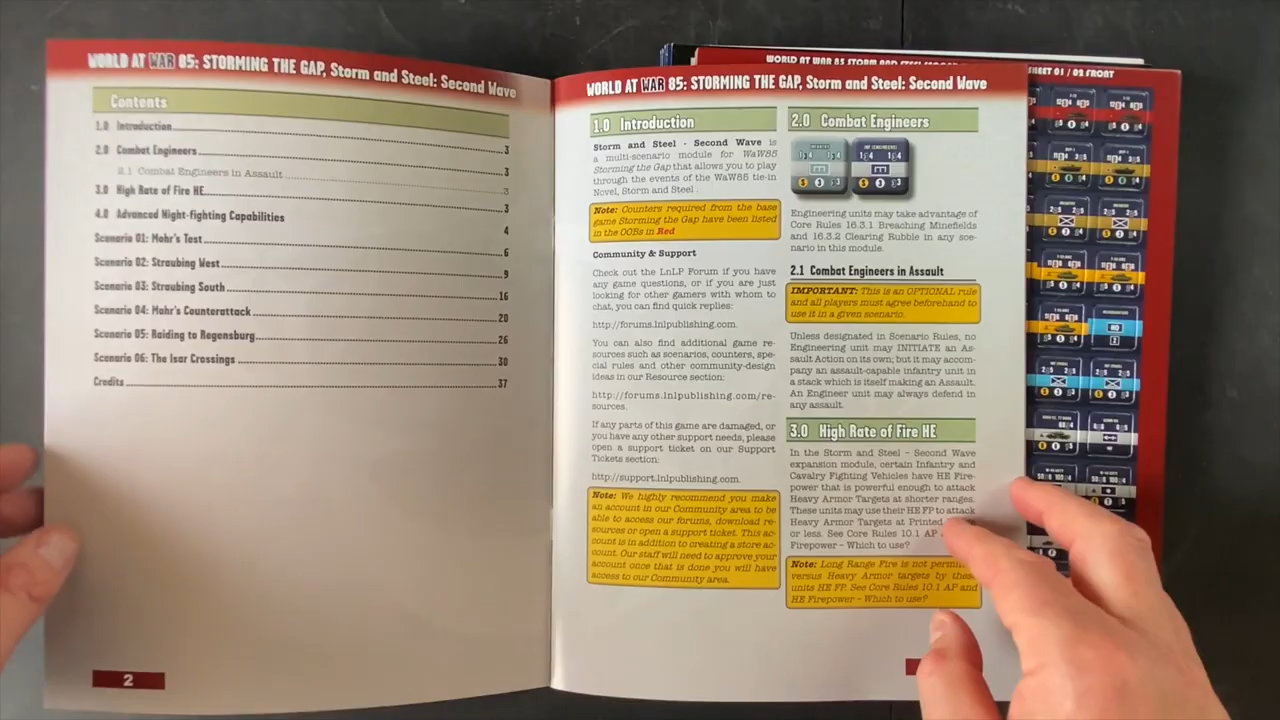 WORLD AT WAR 85: STORMING THE GAP, Storm and Steel: Second Wave
Contents
1.0 Introduction 3
2.0 Combat Engineers 3
2.1 Combat Engineers in Assault 3
3.0 High Rate of Fire HE 3
4.0 Advanced Night-fighting Capabilities 4
Scenario 01: Mohr's Test 6
Scenario 02: Straubing West 9
Scenario 03: Straubing South 16
Scenario 04: Mohr's Counterattack 20
Scenario 05: Raiding to Regensburg 26
Scenario 06: The Isar Crossings 30
Credits 37
2
WORLD AT WAR 85: STORMING THE GAP, Storm and Steel: Second Wave
1.0 Introduction
Storm and Steel - Second Wave is
a multi-scenario module for WaW85
Storming the Gap that allows you to play
through the events of the WaW85 tie-in
Novel, Storm and Steel.
Note: Counters required from the base
game Storming the Gap have been listed
in the OOBs in Red
Community & Support
Check out the LnLP Forum if you have
any game questions, or if you are just
looking for other gamers with whom to
chat, you can find quick replies:
http://forums.lnlpublishing.com.
You can also find additional game re-
sources such as scenarios, counters, spe-
cial rules and other community-design
ideas in our Resource section:
http://forums.lnlpublishing.com/re-
sources.
If any parts of this game are damaged, or
you have any other support needs, please
open a support ticket on our Support
Tickets section:
http://support.lnlpublishing.com.
Note: We highly recommend you make
an account in our Community area to be
able to access our forums, download re-
sources or open a support ticket. This ac-
count is in addition to creating a store ac-
count. Our staff will need to approve your
account once that is done you will have
access to our Community area.
2.0 Combat Engineers
Engineering units may take advantage of
Core Rules 16.3.1 Breaching Minefields
and 16.3.2 Clearing Rubble in any sce-
nario in this module.
2.1 Combat Engineers in Assault
IMPORTANT: This is an OPTIONAL rule
and all players must agree beforehand to
use it in a given scenario.
Unless designated in Scenario Rules, no
Engineering unit may INITIATE an As-
sault Action on its own; but it may accom-
pany an assault-capable infantry unit in
a stack which is itself making an Assault.
An Engineer unit may always defend in
any assault.
3.0 High Rate of Fire HE
In the Storm and Steel - Second Wave
expansion module, certain Infantry and
Cavalry Fighting Vehicles have HE Fire-
power that is powerful enough to attack
Heavy Armor Targets at shorter ranges.
These units may use their HE FP to attack
Heavy Armor Targets at Printed
or less. See Core Rules 10.1 AP
Firepower – Which to use?
Note: Long Range Fire is not
versus Heavy Armor targets by these
units HE FP. See Core Rules 10.1 AP and
HE Firepower – Which to use?
WORLD AT WAR 85 STORM AND STEEL
SHEET 01 / 02 FRONT